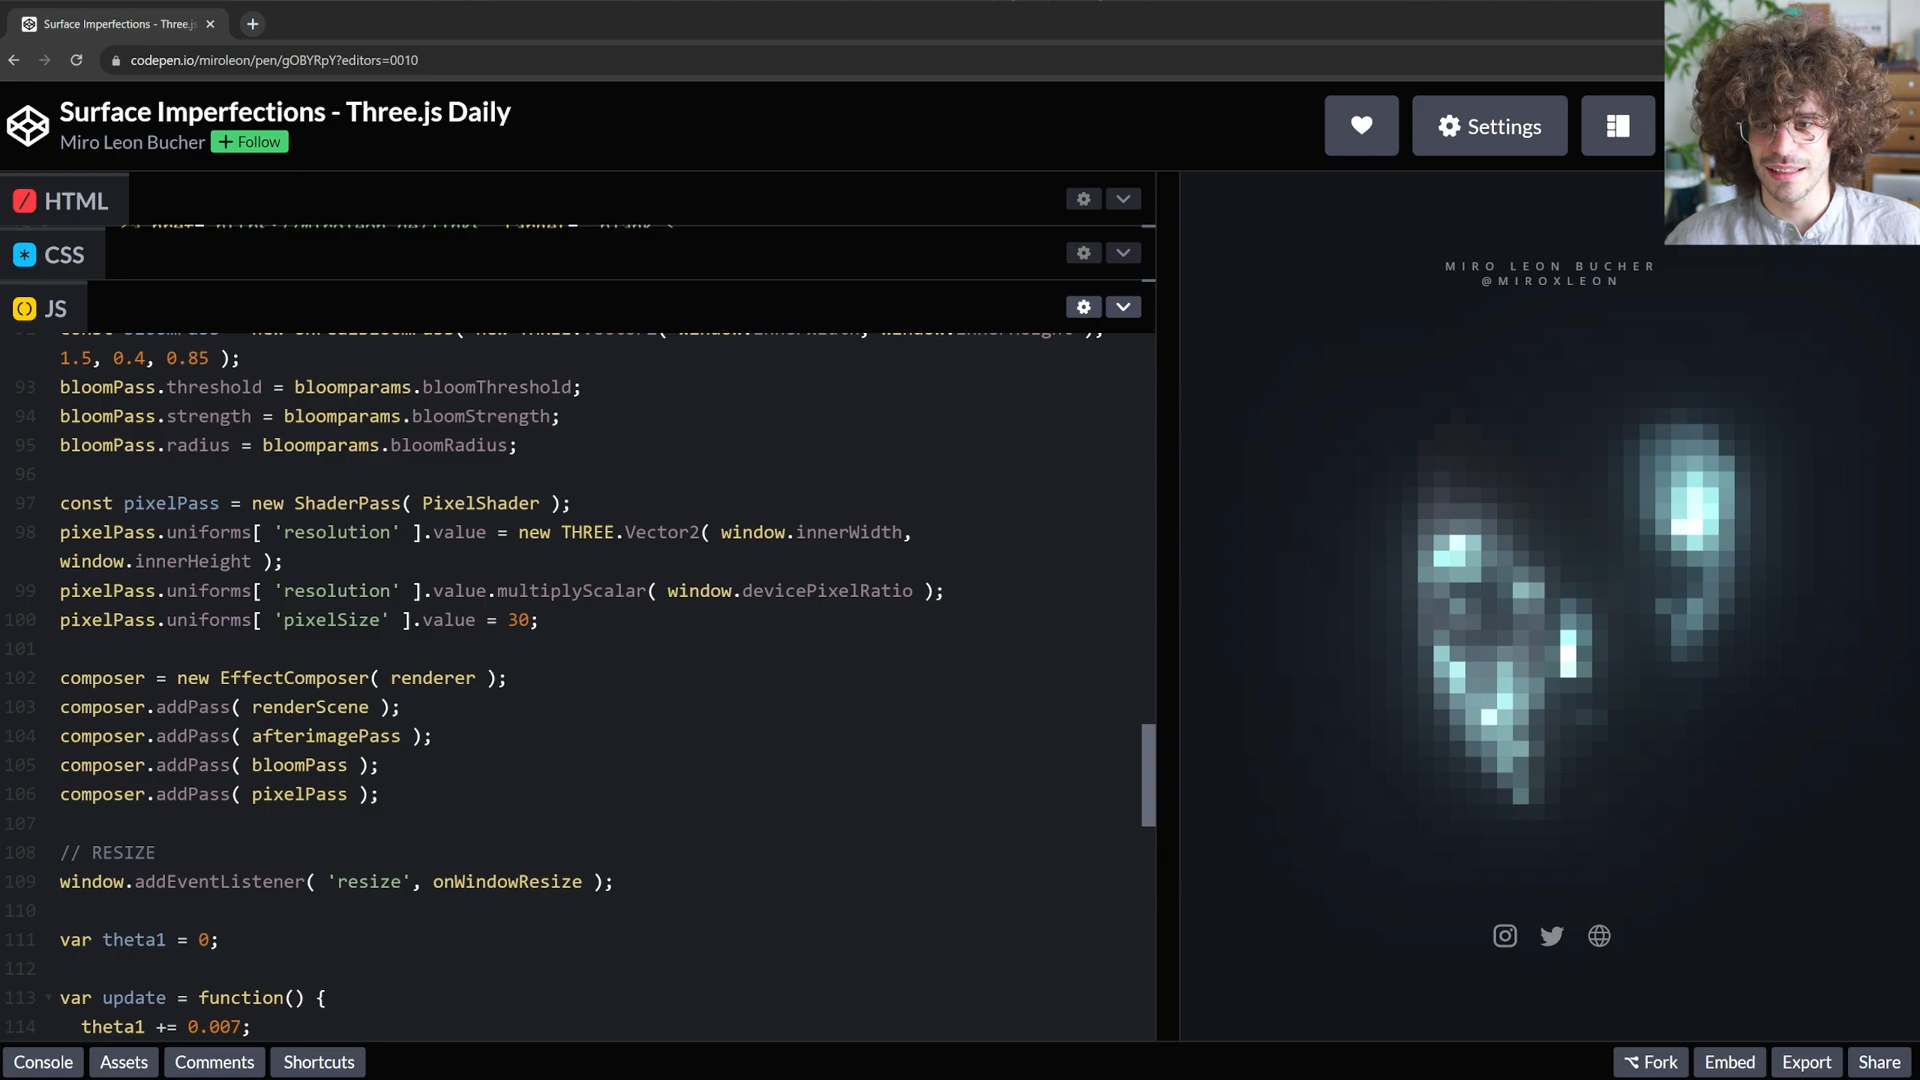 Surface Imperfections - Three.js
codepen.io/miroleon/pen/gOBYRpY?editors=0010
Surface Imperfections - Three.js Daily
Miro Leon Bucher + Follow
Settings
HTML
CSS
JS
1.5, 0.4, 0.85 );
93 bloomPass.threshold = bloomparams.bloomThreshold;
94 bloomPass.strength = bloomparams.bloomStrength;
95 bloomPass.radius = bloomparams.bloomRadius;
96
97 const pixelPass = new ShaderPass( PixelShader );
98 pixelPass.uniforms[ 'resolution' ].value = new THREE.Vector2( window.innerWidth,
window.innerHeight );
99 pixelPass.uniforms[ 'resolution' ].value.multiplyScalar( window.devicePixelRatio );
100 pixelPass.uniforms[ 'pixelSize' ].value = 30;
101
102 composer = new EffectComposer( renderer );
103 composer.addPass( renderScene );
104 composer.addPass( afterimagePass );
105 composer.addPass( bloomPass );
106 composer.addPass( pixelPass );
107
108 // RESIZE
109 window.addEventListener( 'resize', onWindowResize );
110
111 var theta1 = 0;
112
113 var update = function() {
114 theta1 += 0.007;
MIRO LEON BUCHER
@MIROXLEON
Console Assets Comments Shortcuts
Fork Embed Export Share